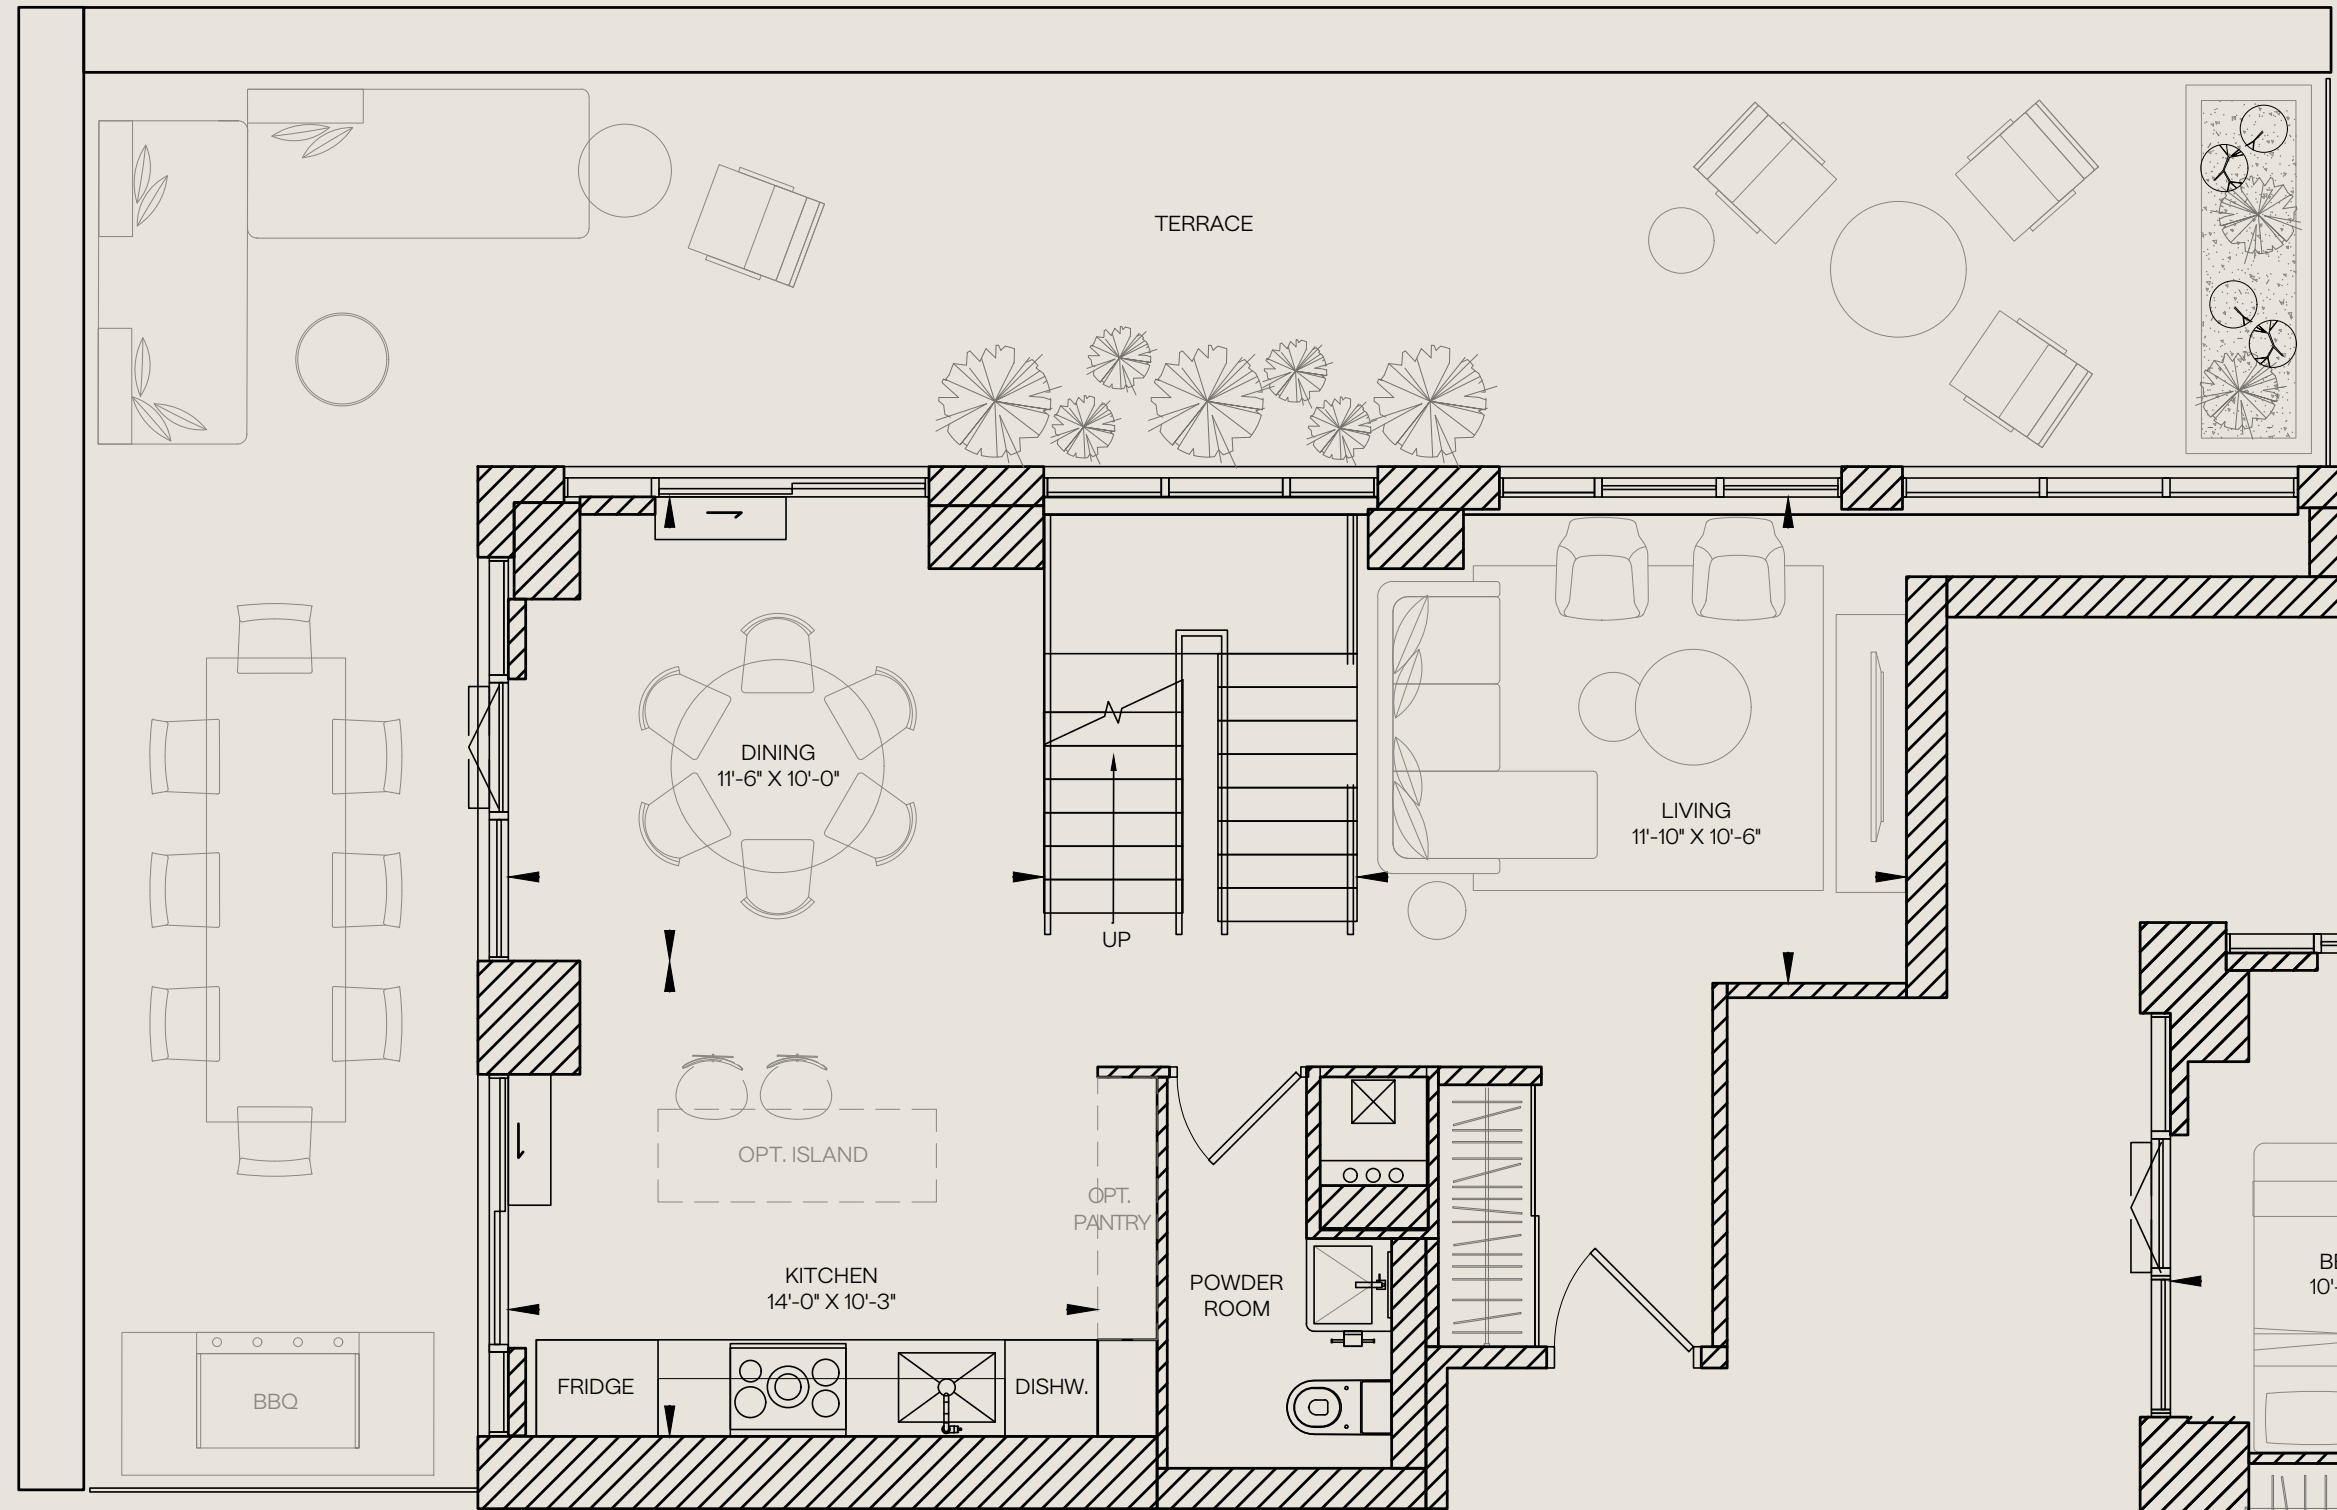 TERRACE
DINING
11'-6" X 10'-0"
LIVING
11'-10" X 10'-6"
UP
OPT. ISLAND
OPT.
PANTRY
KITCHEN
14'-0" X 10'-3"
POWDER
ROOM
FRIDGE
DISHW.
BBQ